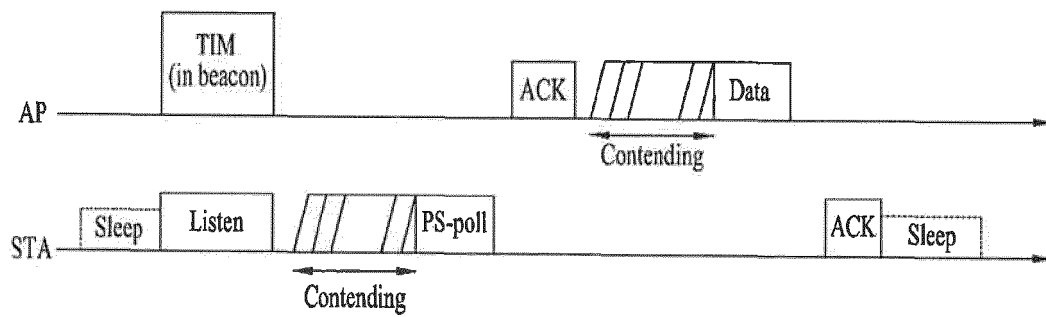 TIM
(in beacon)
ACK
Data
AP
Contending
Sleep
Listen
PS-poll
ACK
Sleep
STA
Contending